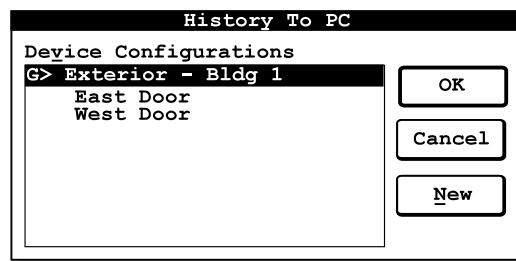 History To PC
Device Configurations
G> Exterior - Bldg 1
East Door
West Door
OK
Cancel
New